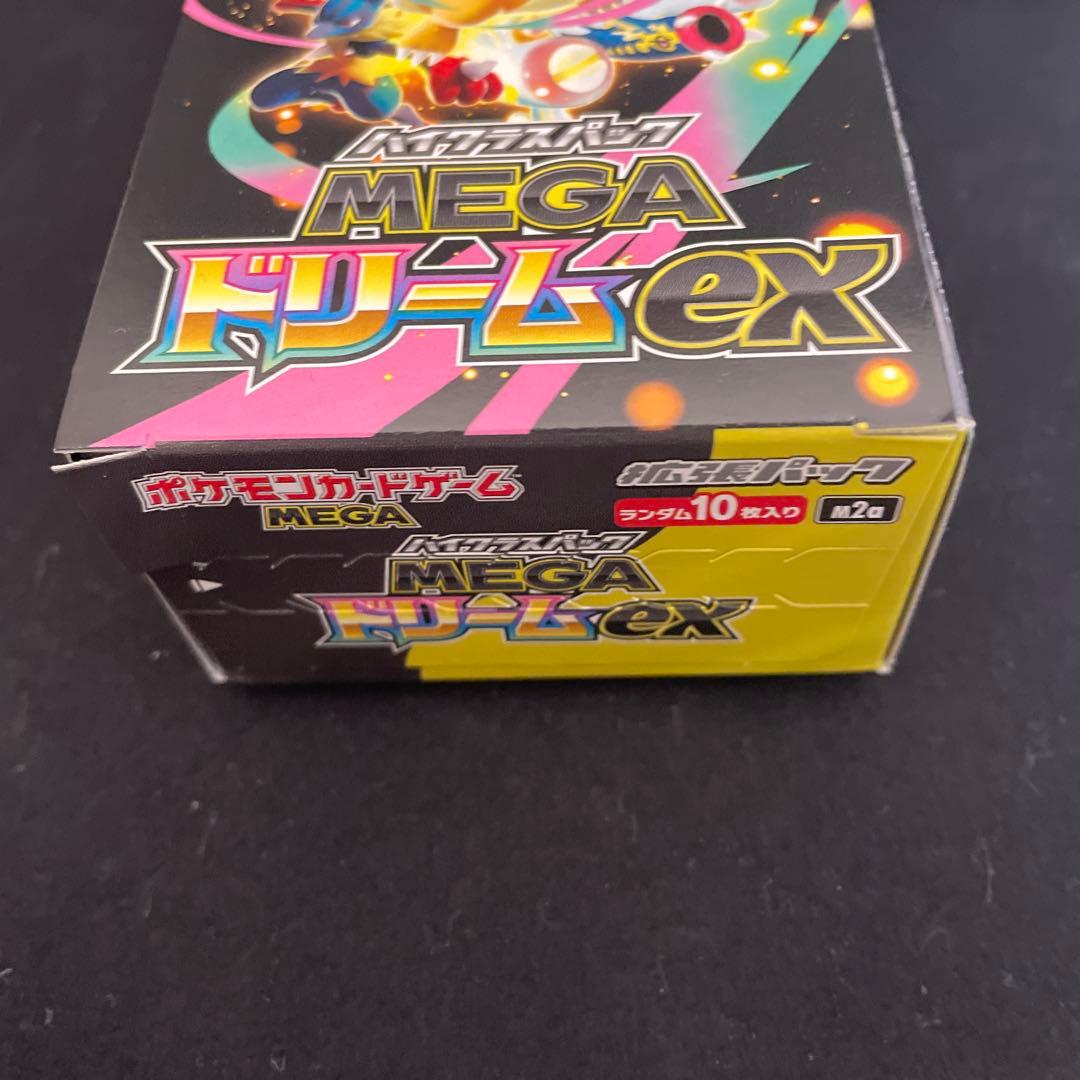 ハイクラスパック
MEGA
ドリームex
ポケモンカードゲーム
MEGA
拡張パック
ランダム10枚入り M2a
ハイクラスパック
MEGA
ドリームex